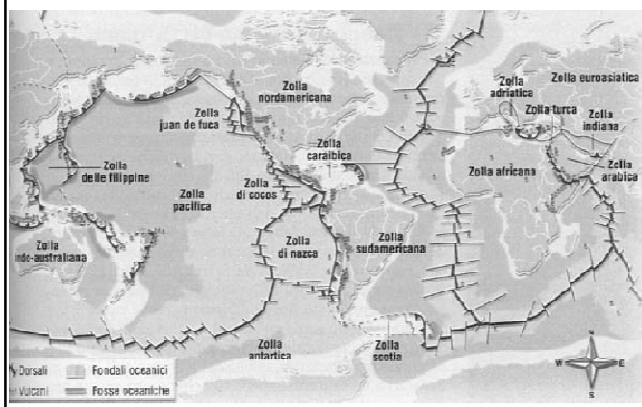 Zolla
adriatica
Zolla euroasiatica
Zolla
nordamericana
Zolla
juan de fuca
Zolla turca
Zolla
indiana
Zolla
caraibica
Zolla
delle filippine
Zolla africana
Zolla
arabica
Zolla
di cocos
Zolla
pacifica
Zolla
indo-australiana
Zolla
di nazca
Zolla
sudamericana
Zolla
antartica
Zolla
scotia
Dorsali
Fondali oceanici
Vulcani
Fosse oceaniche
N
W
E
S